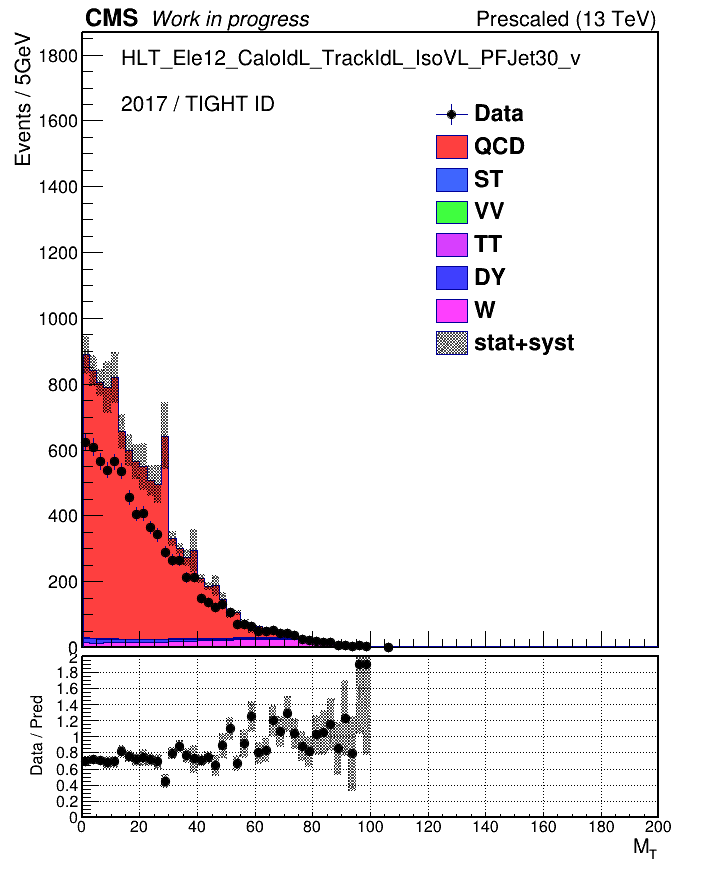 CMS Work in progress Prescaled (13 TeV)
Events / 5GeV
HLT_Ele12_CaloIdL_TrackIdL_IsoVL_PFJet30_v
2017 / TIGHT ID
Data
QCD
ST
VV
TT
DY
W
stat+syst
1800
1600
1400
1200
1000
800
600
400
200
0
Data / Pred
2
1.8
1.6
1.4
1.2
1
0.8
0.6
0.4
0.2
0
0 20 40 60 80 100 120 140 160 180 200
M_T